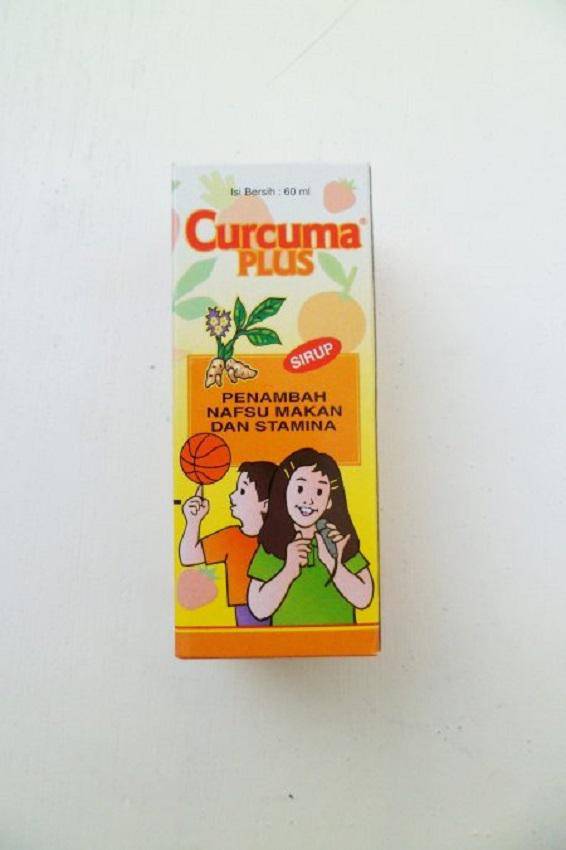 Isi Bersih : 60 ml
Curcuma®
PLUS
SIRUP
PENAMBAH
NAFSU MAKAN
DAN STAMINA